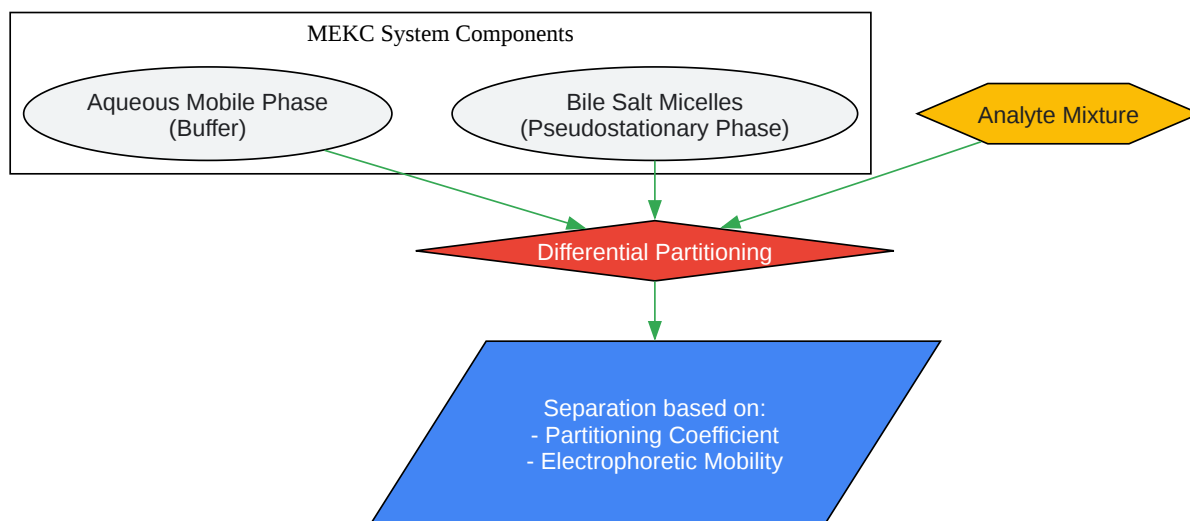 MEKC System Components
Aqueous Mobile Phase
(Buffer)
Bile Salt Micelles
(Pseudostationary Phase)
Analyte Mixture
Differential Partitioning
Separation based on:
- Partitioning Coefficient
- Electrophoretic Mobility